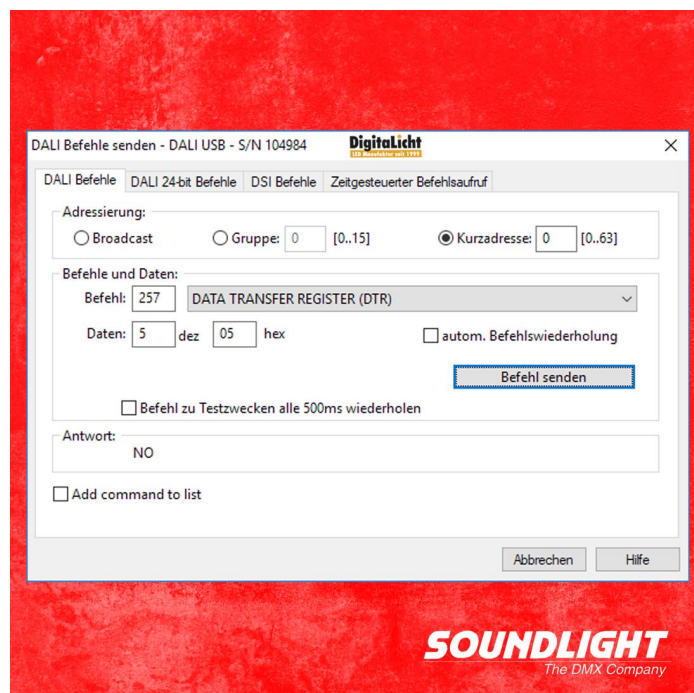 DALI Befehle senden - DALI USB - S/N 104984
DigitaLicht
LED Manufaktur seit 1999
DALI Befehle DALI 24-bit Befehle DSI Befehle Zeitgesteuerter Befehlsaufruf
Adressierung:
Broadcast Gruppe: 0 [0..15] Kurzadresse: 0 [0..63]
Befehle und Daten:
Befehl: 257 DATA TRANSFER REGISTER (DTR)
Daten: 5 dez 05 hex autom. Befehlswiederholung
Befehl senden
Befehl zu Testzwecken alle 500ms wiederholen
Antwort:
NO
Add command to list
Abbrechen Hilfe
SOUNDLIGHT
The DMX Company